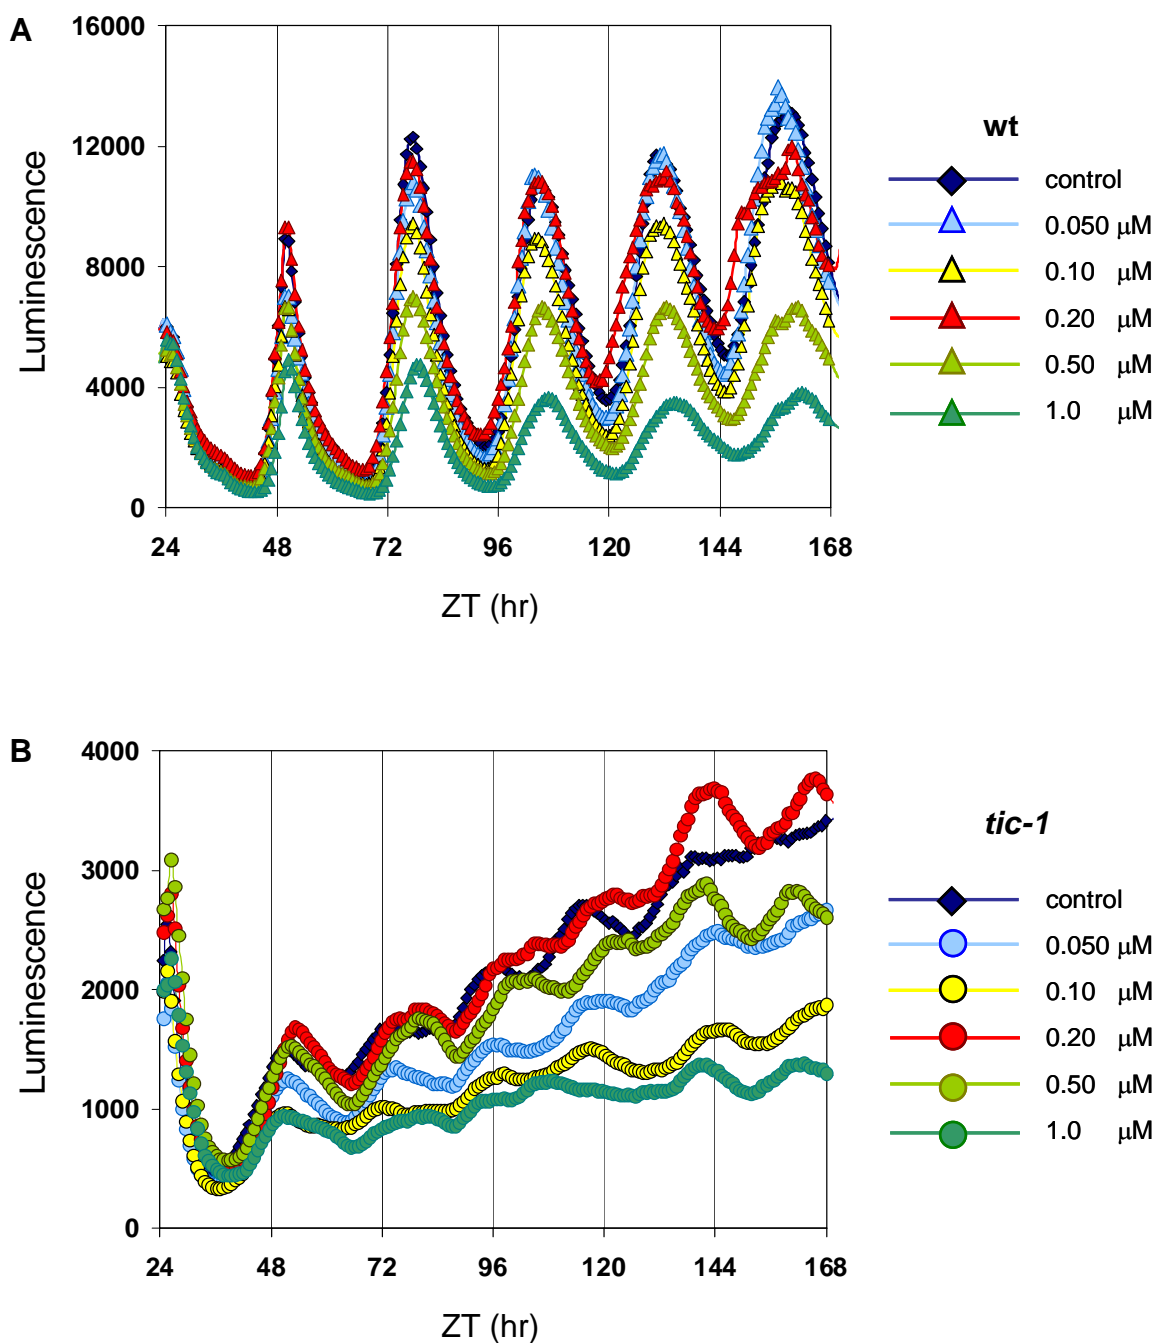 A
16000
12000
8000
4000
0
Luminescence
24 48 72 96 120 144 168
ZT (hr)
wt
control
0.050 μM
0.10 μM
0.20 μM
0.50 μM
1.0 μM
B
4000
3000
2000
1000
0
Luminescence
24 48 72 96 120 144 168
ZT (hr)
tic-1
control
0.050 μM
0.10 μM
0.20 μM
0.50 μM
1.0 μM